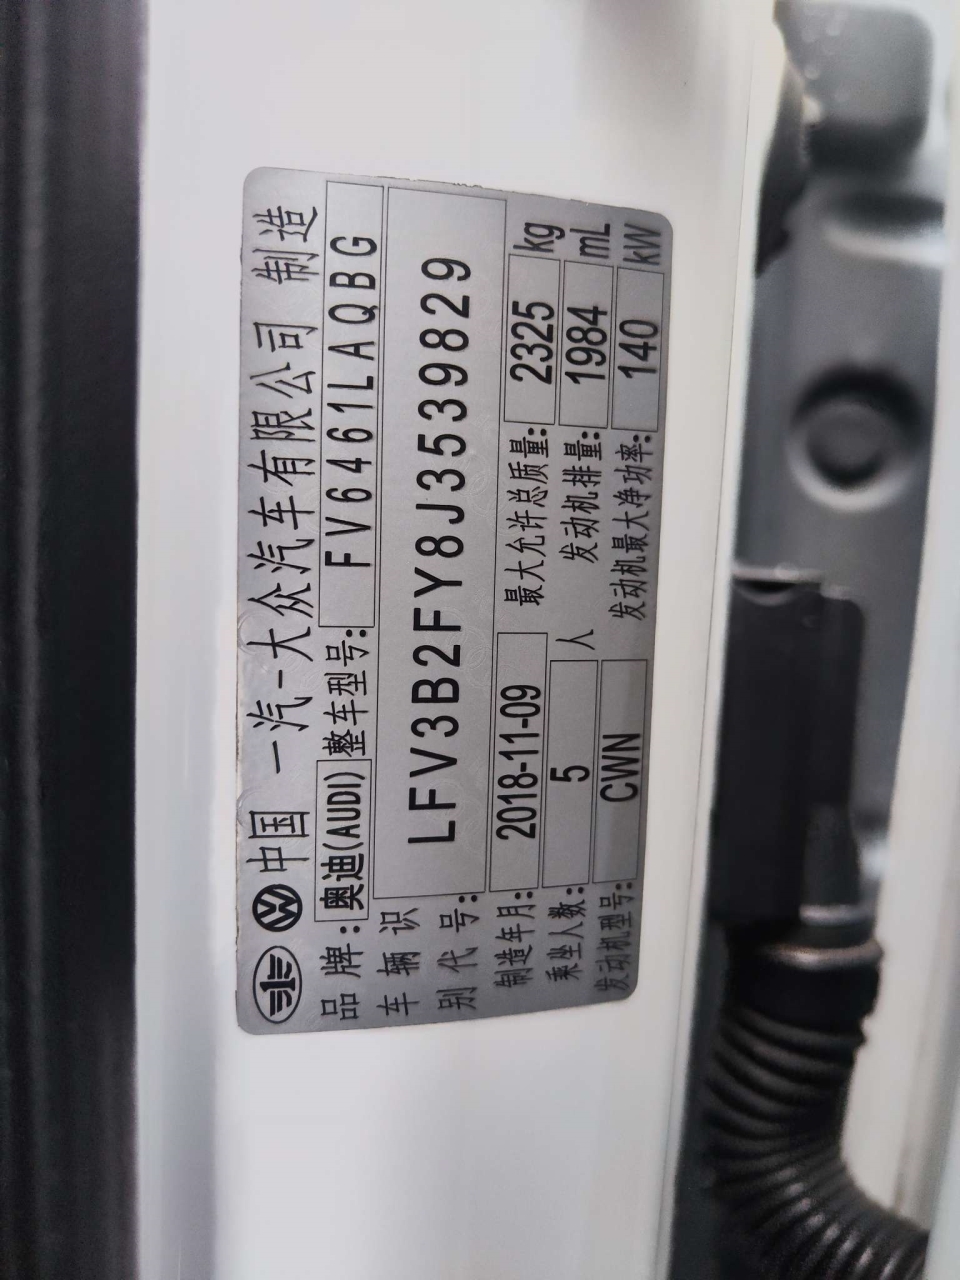 中国 一汽-大众汽车有限公司 制造
品牌:奥迪(AUDI) 整车型号: FV6461LAQBG
车辆识别代号: LFV3B2FY8J3539829
制造年月: 2018-11-09 最大允许总质量: 2325 kg
乘坐人数: 5 人 发动机排量: 1984 mL
发动机型号: CWN 发动机最大净功率: 140 kW